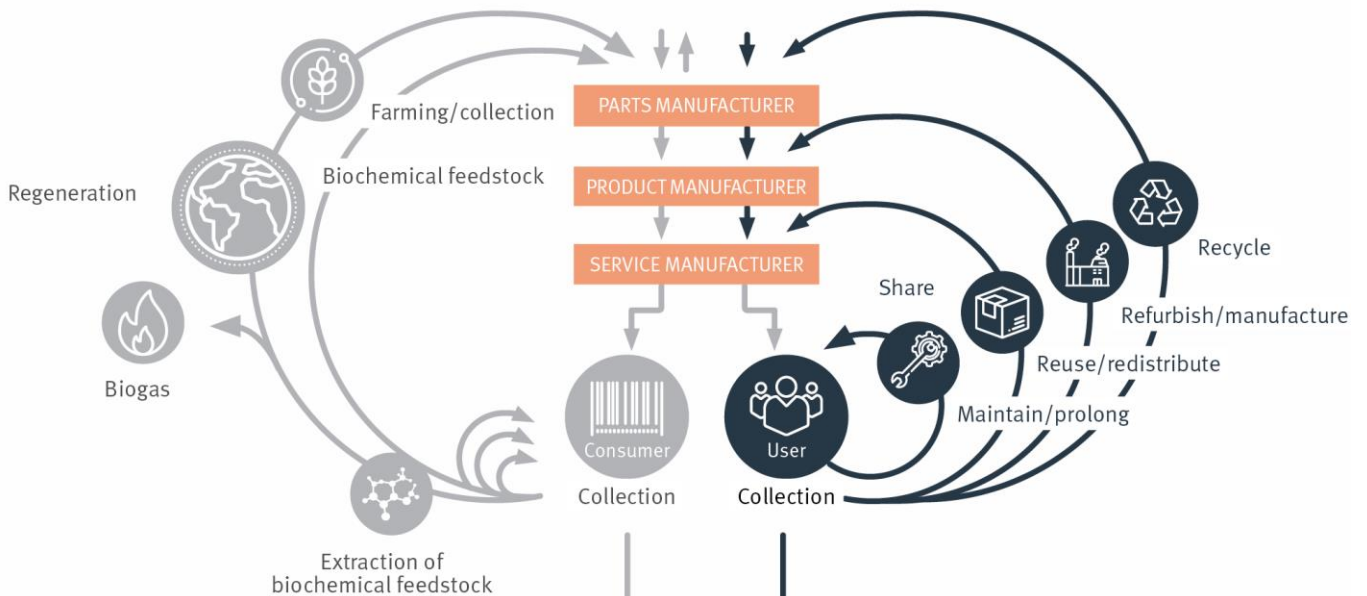 PARTS MANUFACTURER
Farming/collection
Biochemical feedstock
PRODUCT MANUFACTURER
Regeneration
SERVICE MANUFACTURER
Recycle
Share
Refurbish/manufacture
Reuse/redistribute
Biogas
Maintain/prolong
Consumer
User
Collection
Collection
Extraction of
biochemical feedstock